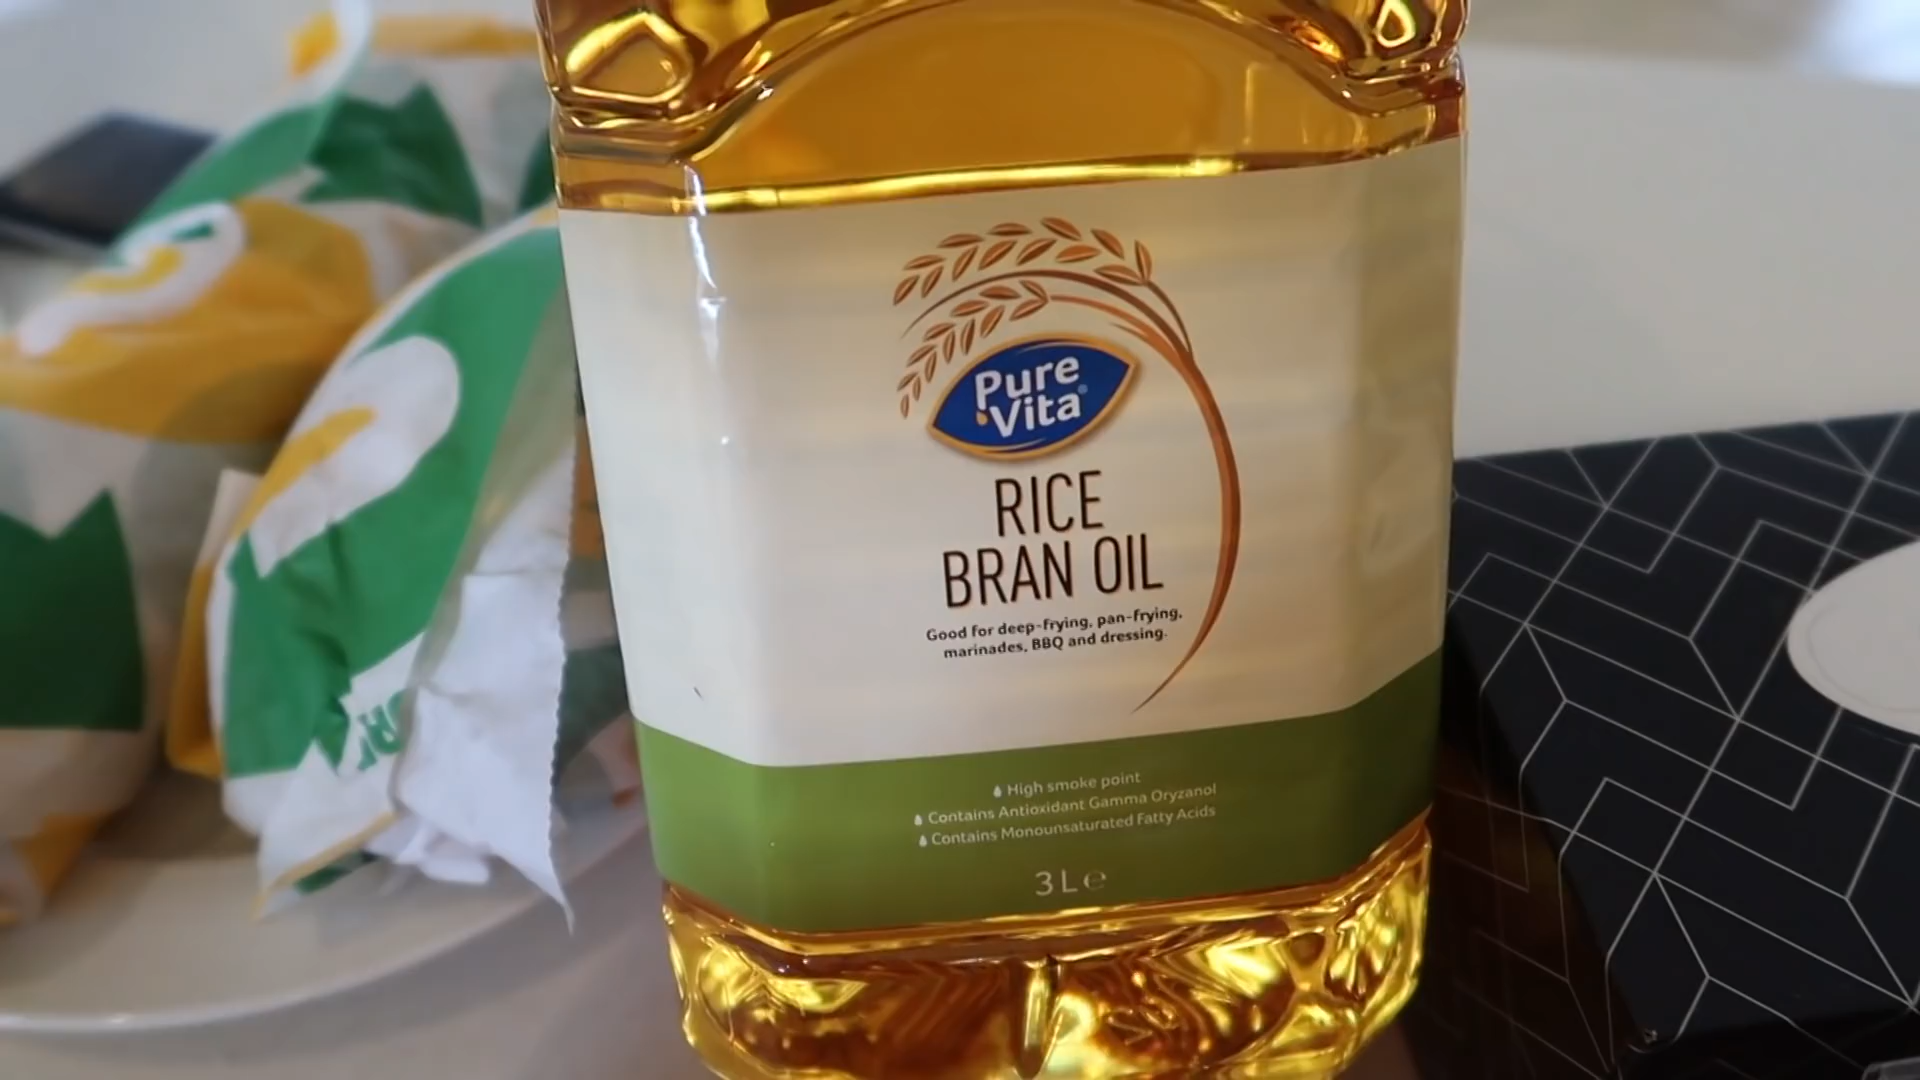 Pure
Vita®
RICE
BRAN OIL
Good for deep-frying, pan-frying,
marinades, BBQ and dressing.
High smoke point
Contains Antioxidant Gamma Oryzanol
Contains Monounsaturated Fatty Acids
3 L ℮